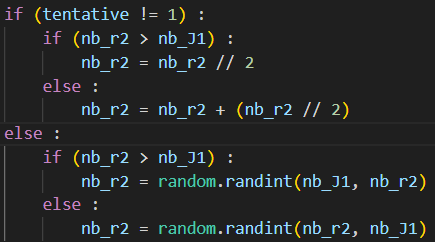 if (tentative != 1) :
    if (nb_r2 > nb_J1) :
        nb_r2 = nb_r2 // 2
    else :
        nb_r2 = nb_r2 + (nb_r2 // 2)
else :
    if (nb_r2 > nb_J1) :
        nb_r2 = random.randint(nb_J1, nb_r2)
    else :
        nb_r2 = random.randint(nb_r2, nb_J1)